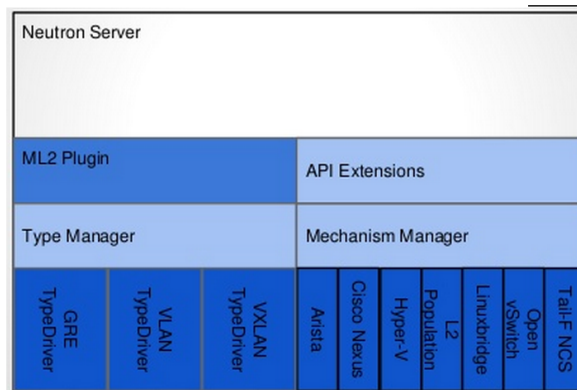 Neutron Server
ML2 Plugin
API Extensions
Type Manager
Mechanism Manager
GRE
TypeDriver
VLAN
TypeDriver
VXLAN
TypeDriver
Arista
Cisco Nexus
Hyper-V
L2
Population
Linuxbridge
Open
vSwitch
Tail-F NCS